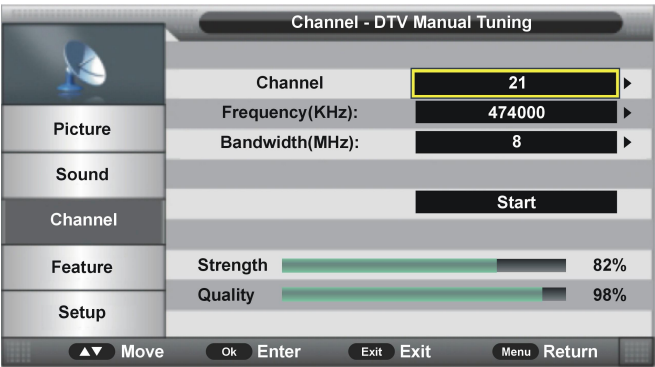 Channel - DTV Manual Tuning
Channel 21
Frequency(KHz): 474000
Bandwidth(MHz): 8
Start
Strength 82%
Quality 98%
Picture
Sound
Channel
Feature
Setup
▲▼ Move Ok Enter Exit Exit Menu Return